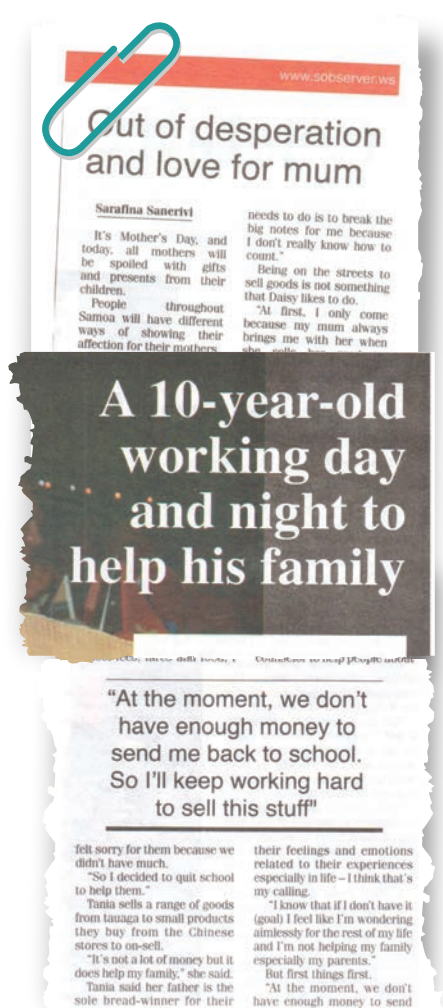 www.sobserver.ws
Out of desperation
and love for mum
Sarafina Sanerivi
It's Mother's Day, and
today, all mothers will
be spoiled with gifts
and presents from their
children.
People throughout
Samoa will have different
ways of showing their
affection for their mothers.
needs to do is to break the
big notes for me because
I don't really know how to
count."
Being on the streets to
sell goods is not something
that Daisy likes to do.
"At first, I only come
because my mum always
brings me with her when
she sells her
A 10-year-old
working day
and night to
help his family
counselor to help people about
"At the moment, we don't
have enough money to
send me back to school.
So I'll keep working hard
to sell this stuff"
felt sorry for them because we
didn't have much.
"So I decided to quit school
to help them."
Tania sells a range of goods
from tauaga to small products
they buy from the Chinese
stores to on-sell.
"It's not a lot of money but it
does help my family," she said.
Tania said her father is the
sole bread-winner for their
their feelings and emotions
related to their experiences
especially in life – I think that's
my calling.
"I know that if I don't have it
(goal) I feel like I'm wondering
aimlessly for the rest of my life
and I'm not helping my family
especially my parents."
But first things first.
"At the moment, we don't
have enough money to send